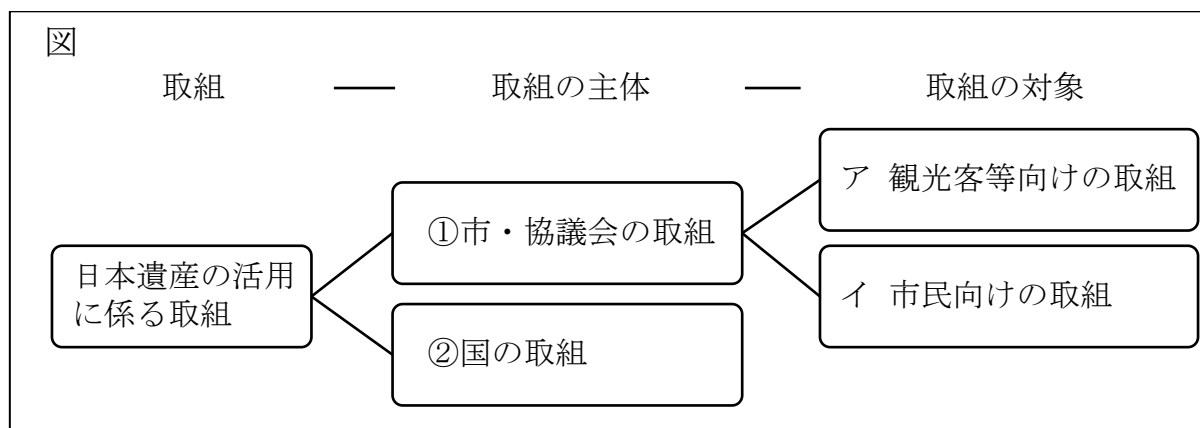 図
取組 ― 取組の主体 ― 取組の対象
ア 観光客等向けの取組
①市・協議会の取組
日本遺産の活用
に係る取組
イ 市民向けの取組
②国の取組